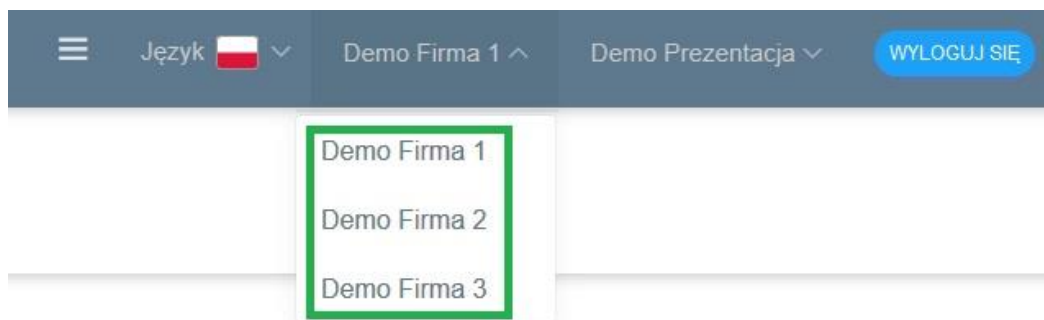 Język Demo Firma 1 Demo Prezentacja WYLOGUJ SIĘ
Demo Firma 1
Demo Firma 2
Demo Firma 3